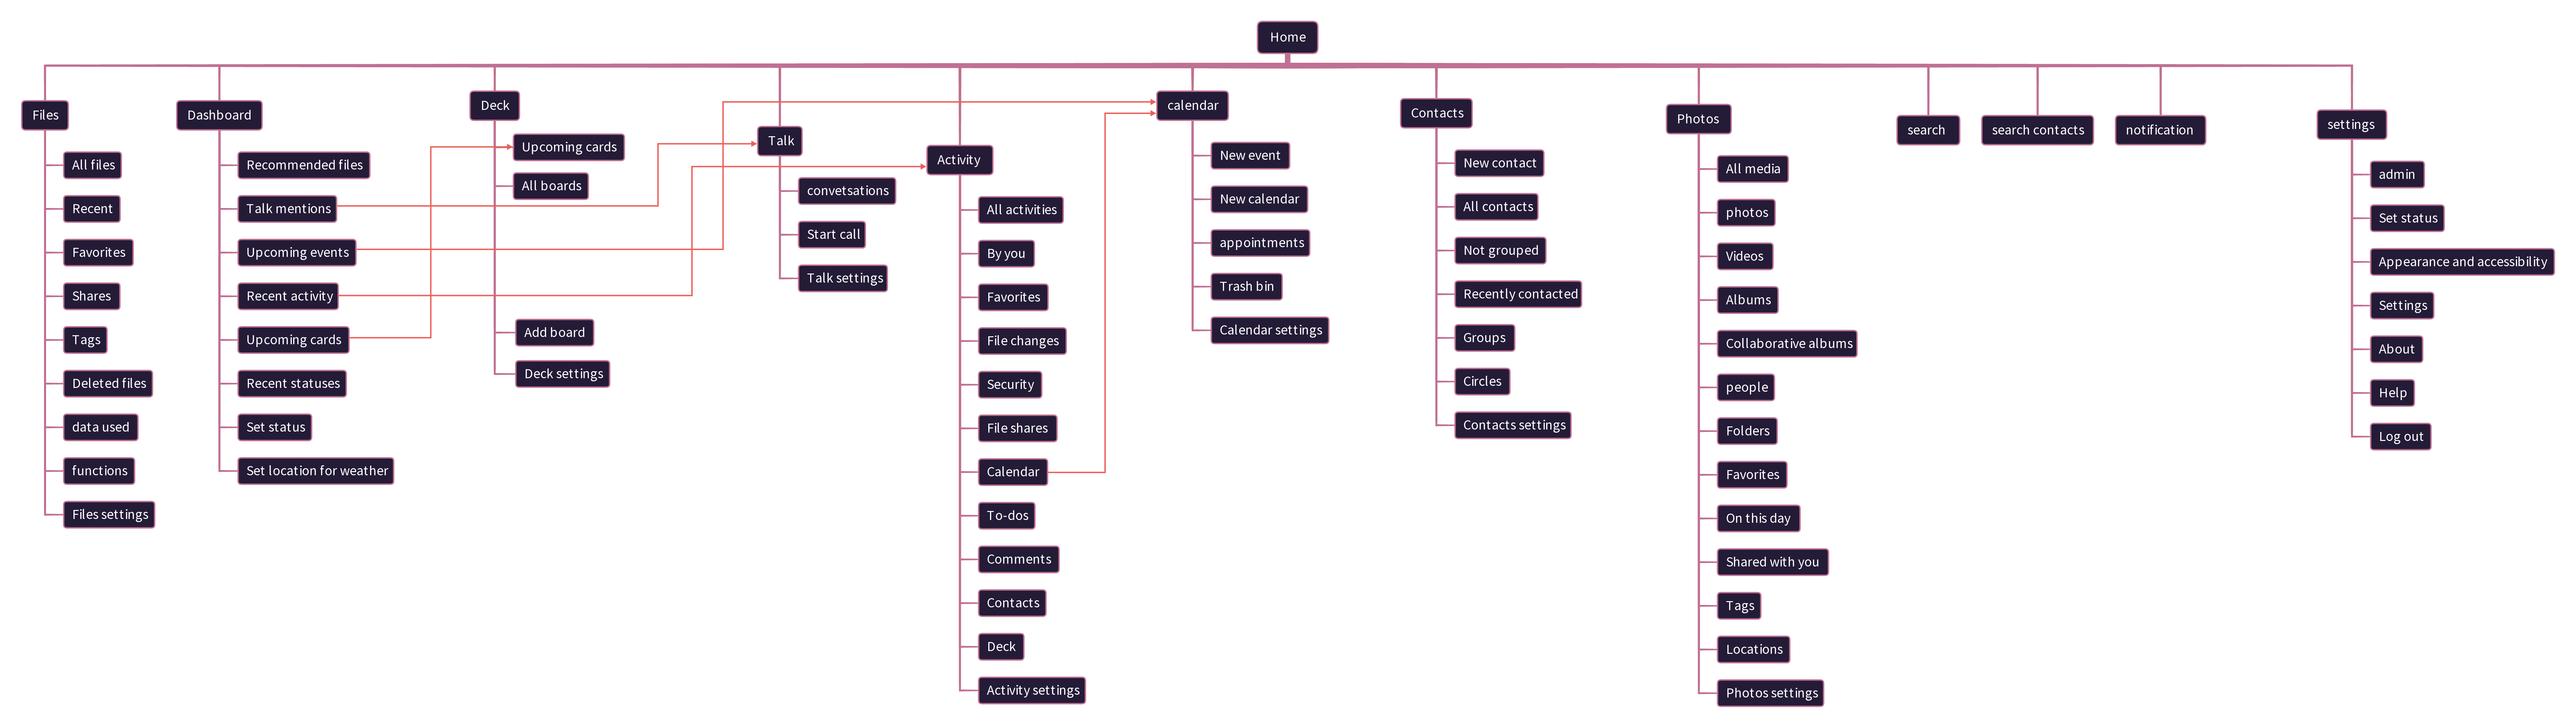 Home
Files
All files
Recent
Favorites
Shares
Tags
Deleted files
data used
functions
Files settings
Dashboard
Recommended files
Talk mentions
Upcoming events
Recent activity
Upcoming cards
Recent statuses
Set status
Set location for weather
Deck
Upcoming cards
All boards
Add board
Deck settings
Talk
convetsations
Start call
Talk settings
Activity
All activities
By you
Favorites
File changes
Security
File shares
Calendar
To-dos
Comments
Contacts
Deck
Activity settings
calendar
New event
New calendar
appointments
Trash bin
Calendar settings
Contacts
New contact
All contacts
Not grouped
Recently contacted
Groups
Circles
Contacts settings
Photos
All media
photos
Videos
Albums
Collaborative albums
people
Folders
Favorites
On this day
Shared with you
Tags
Locations
Photos settings
search
search contacts
notification
settings
admin
Set status
Appearance and accessibility
Settings
About
Help
Log out